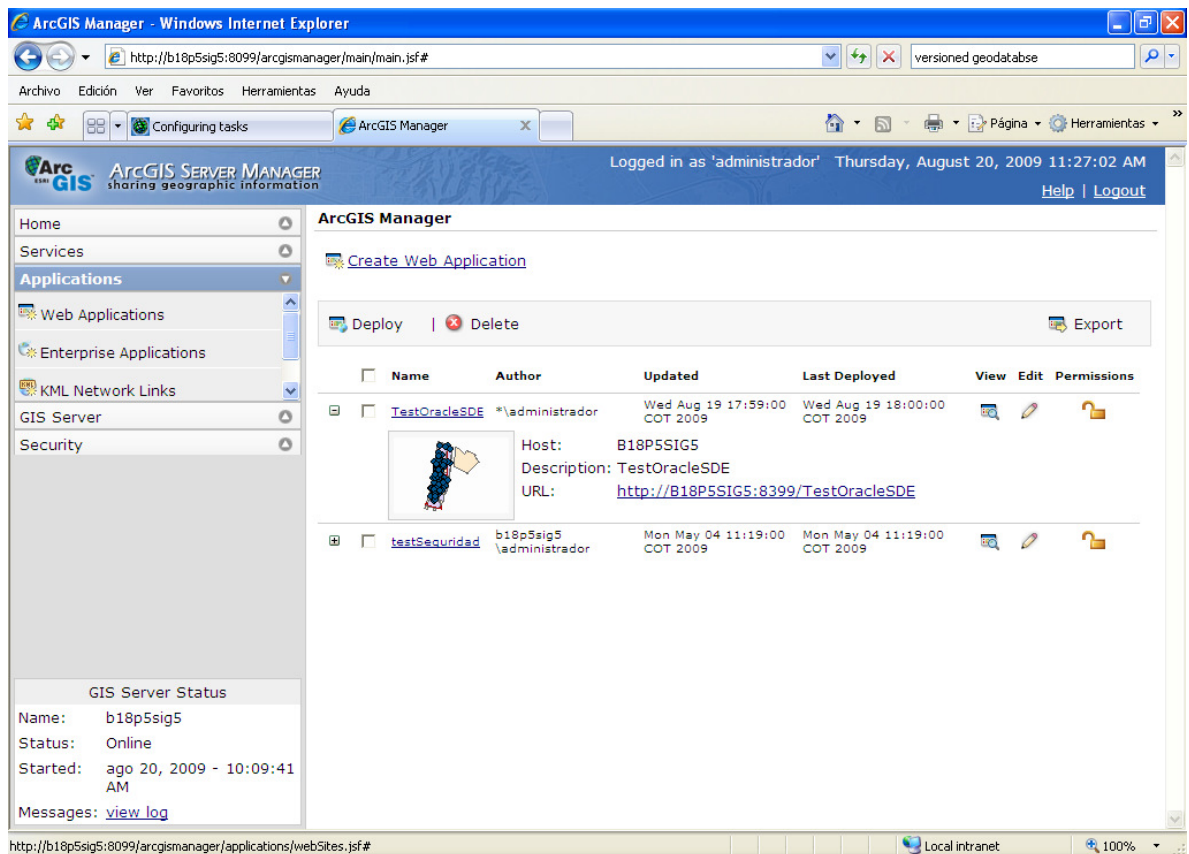 ArcGIS Manager - Windows Internet Explorer
http://b18p5sig5:8099/arcgismanager/main/main.jsf#
versioned geodatabse
Archivo Edición Ver Favoritos Herramientas Ayuda
Configuring tasks
ArcGIS Manager
Página
Herramientas
Arc GIS
ESRI
ArcGIS Server Manager
sharing geographic information
Logged in as 'administrador' Thursday, August 20, 2009 11:27:02 AM
Help | Logout
Home
Services
Applications
Web Applications
Enterprise Applications
KML Network Links
GIS Server
Security
GIS Server Status
Name: b18p5sig5
Status: Online
Started: ago 20, 2009 - 10:09:41 AM
Messages: view log
ArcGIS Manager
Create Web Application
Deploy | Delete
Export
Name Author Updated Last Deployed View Edit Permissions
TestOracleSDE *\administrador Wed Aug 19 17:59:00 COT 2009 Wed Aug 19 18:00:00 COT 2009
Host: B18P5SIG5
Description: TestOracleSDE
URL: http://B18P5SIG5:8399/TestOracleSDE
testSeguridad b18p5sig5\administrador Mon May 04 11:19:00 COT 2009 Mon May 04 11:19:00 COT 2009
http://b18p5sig5:8099/arcgismanager/applications/webSites.jsf#
Local intranet
100%